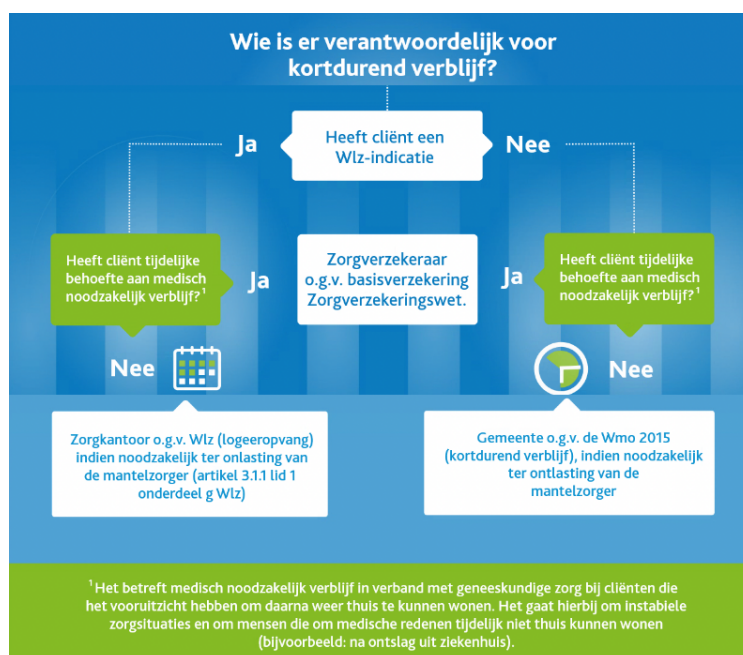 Wie is er verantwoordelijk voor
kortdurend verblijf?
Ja
Heeft cliënt een
Wlz-indicatie
Nee
Heeft cliënt tijdelijke
behoefte aan medisch
noodzakelijk verblijf?¹
Ja
Zorgverzekeraar
o.g.v. basisverzekering
Zorgverzekeringswet.
Ja
Heeft cliënt tijdelijke
behoefte aan medisch
noodzakelijk verblijf?¹
Nee
Nee
Zorgkantoor o.g.v. Wlz (logeeropvang)
indien noodzakelijk ter onlasting van
de mantelzorger (artikel 3.1.1 lid 1
onderdeel g Wlz)
Gemeente o.g.v. de Wmo 2015
(kortdurend verblijf), indien noodzakelijk
ter ontlasting van de
mantelzorger
¹Het betreft medisch noodzakelijk verblijf in verband met geneeskundige zorg bij cliënten die
het vooruitzicht hebben om daarna weer thuis te kunnen wonen. Het gaat hierbij om instabiele
zorgsituaties en om mensen die om medische redenen tijdelijk niet thuis kunnen wonen
(bijvoorbeeld: na ontslag uit ziekenhuis).